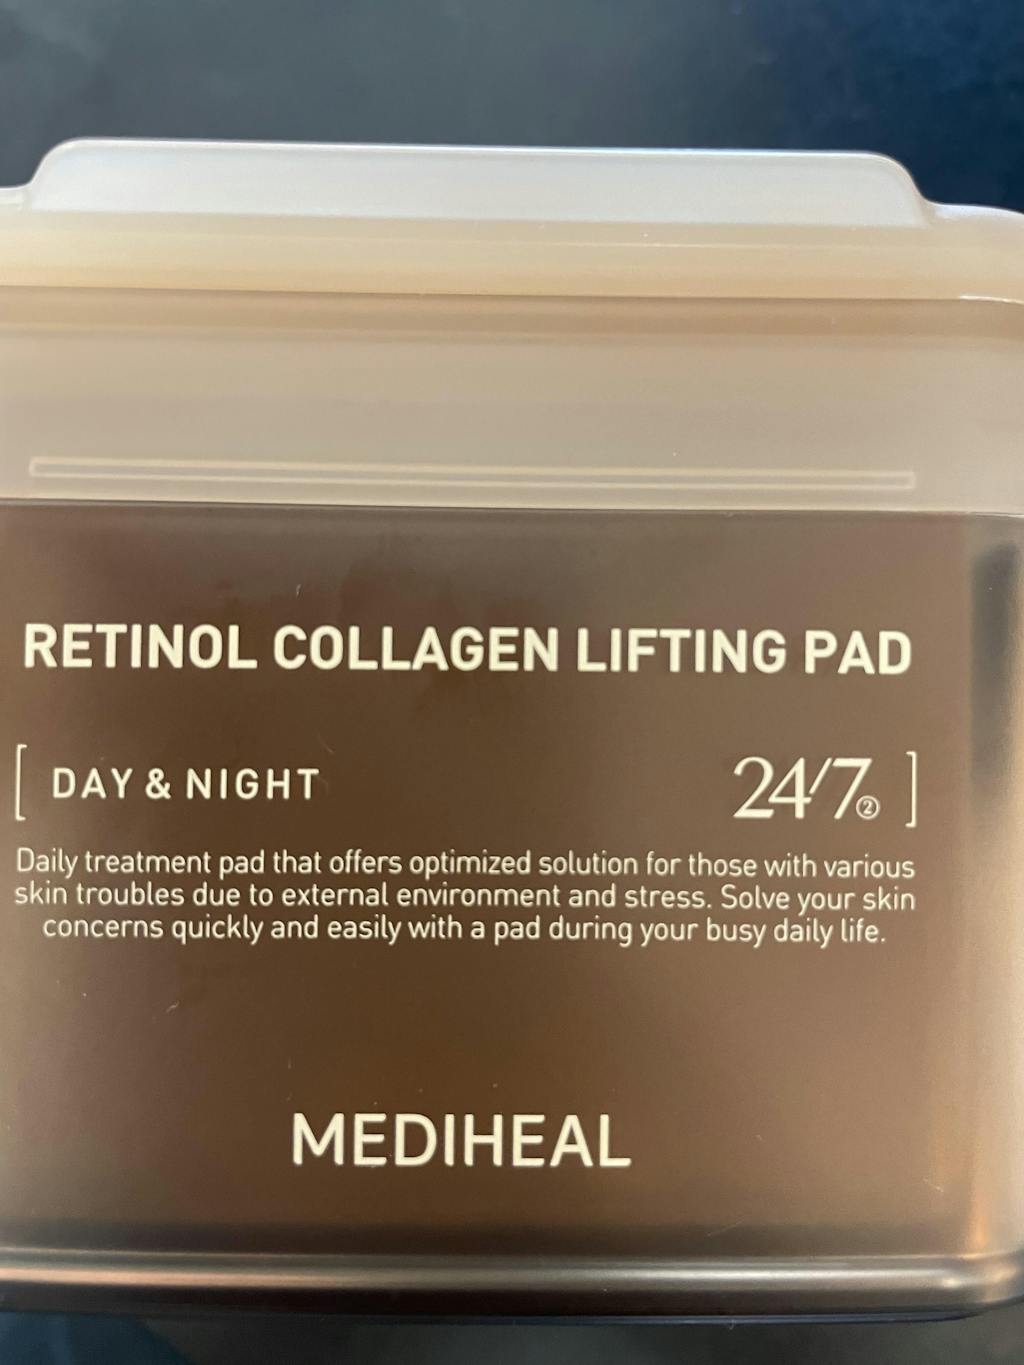 RETINOL COLLAGEN LIFTING PAD
[ DAY & NIGHT 24/7② ]
Daily treatment pad that offers optimized solution for those with various
skin troubles due to external environment and stress. Solve your skin
concerns quickly and easily with a pad during your busy daily life.
MEDIHEAL